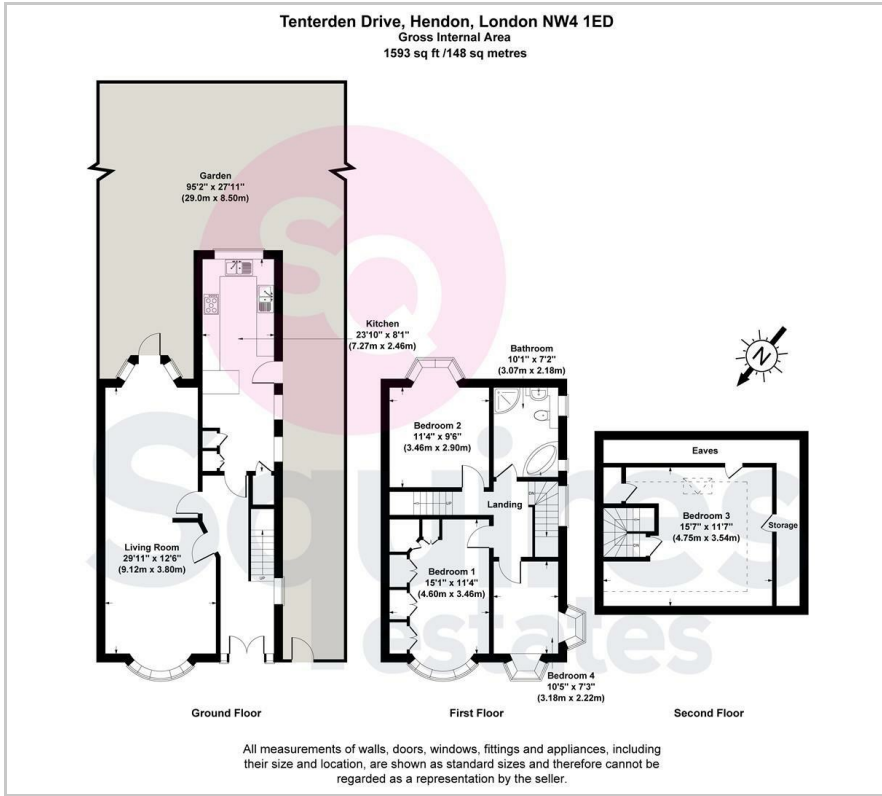 Tenterden Drive, Hendon, London NW4 1ED
Gross Internal Area
1593 sq ft /148 sq metres
Garden
95'2" x 27'11"
(29.0m x 8.50m)
Kitchen
23'10" x 8'1"
(7.27m x 2.46m)
Living Room
29'11" x 12'6"
(9.12m x 3.80m)
UP
Ground Floor
Bathroom
10'1" x 7'2"
(3.07m x 2.18m)
Bedroom 2
11'4" x 9'6"
(3.46m x 2.90m)
Landing
Bedroom 1
15'1" x 11'4"
(4.60m x 3.46m)
Bedroom 4
10'5" x 7'3"
(3.18m x 2.22m)
First Floor
N
Eaves
Bedroom 3
15'7" x 11'7"
(4.75m x 3.54m)
Storage
Second Floor
SQ
Squires
estates
All measurements of walls, doors, windows, fittings and appliances, including
their size and location, are shown as standard sizes and therefore cannot be
regarded as a representation by the seller.